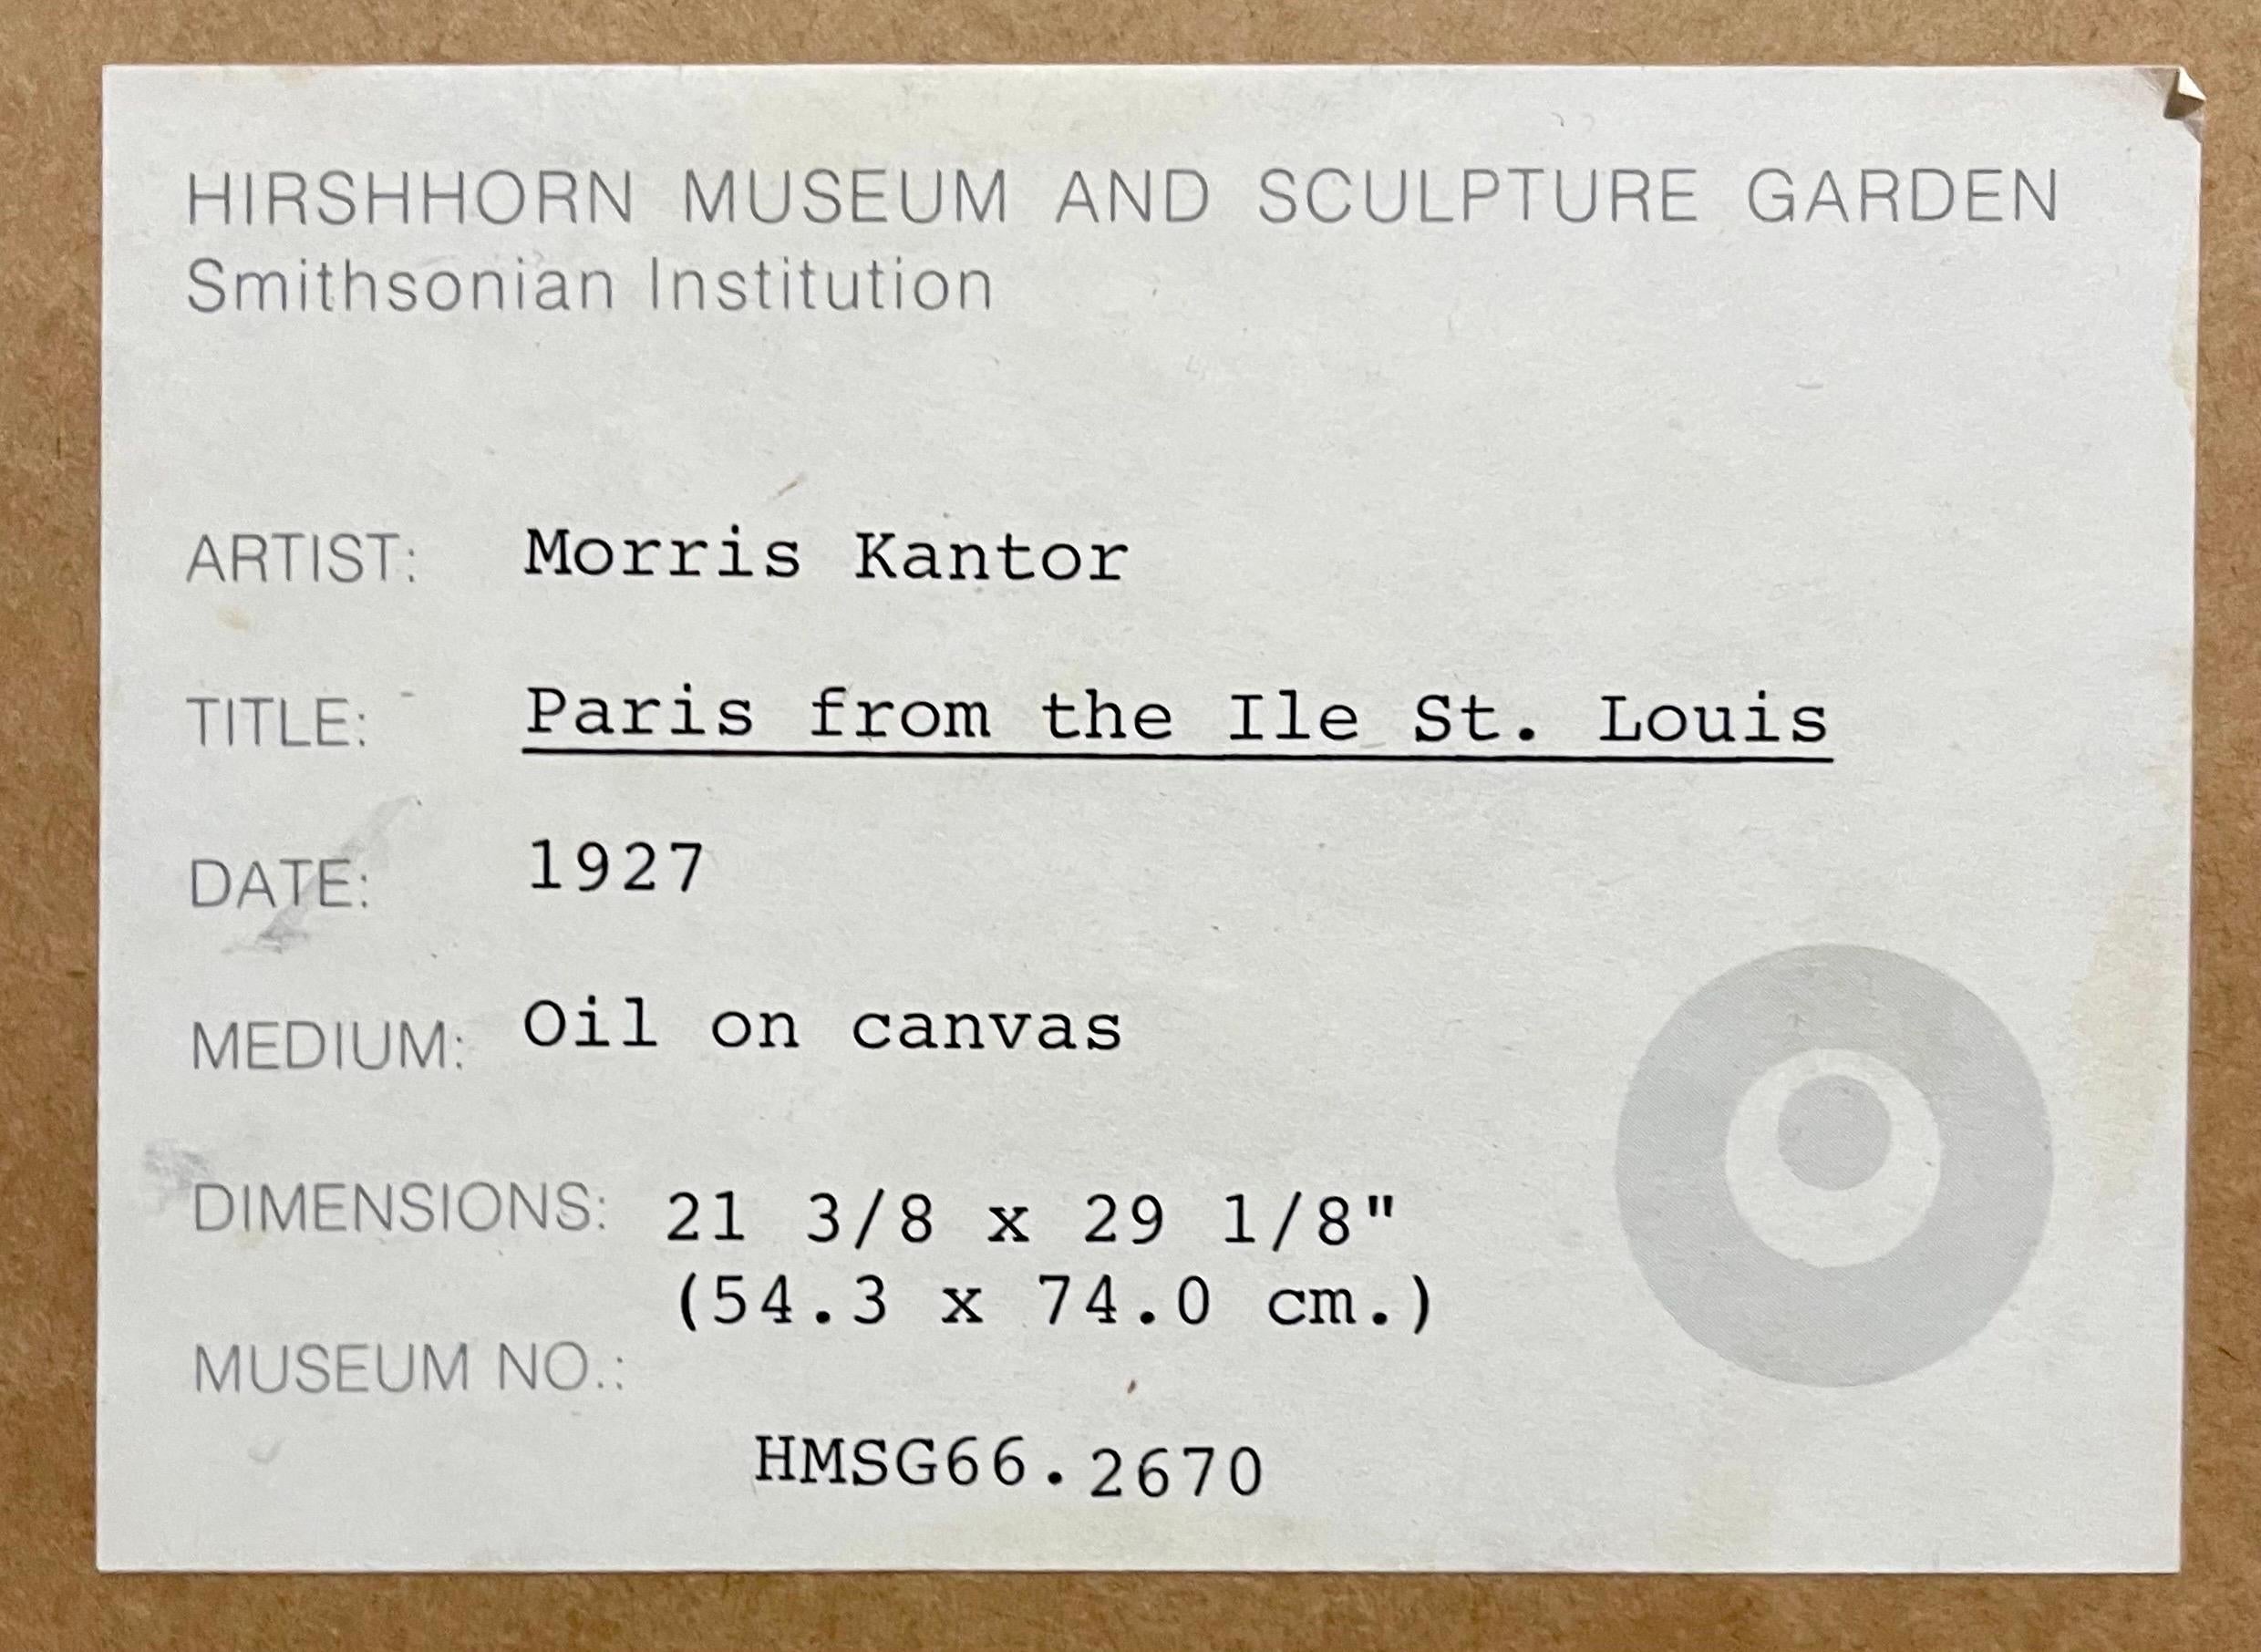 HIRSHHORN MUSEUM AND SCULPTURE GARDEN
Smithsonian Institution
ARTIST: Morris Kantor
TITLE: Paris from the Ile St. Louis
DATE: 1927
MEDIUM: Oil on canvas
DIMENSIONS: 21 3/8 x 29 1/8"
(54.3 x 74.0 cm.)
MUSEUM NO.:
HMSG66.2670